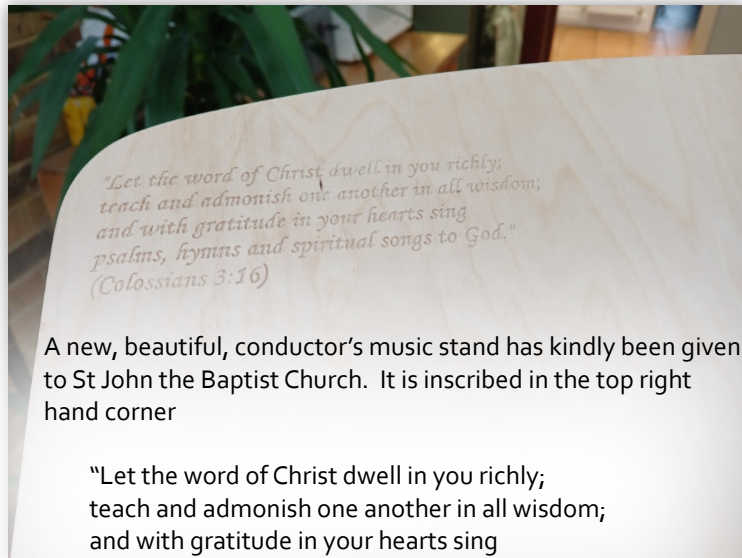 "Let the word of Christ dwell in you richly;
teach and admonish one another in all wisdom;
and with gratitude in your hearts sing
psalms, hymns and spiritual songs to God."
(Colossians 3:16)
A new, beautiful, conductor’s music stand has kindly been given
to St John the Baptist Church.  It is inscribed in the top right
hand corner
“Let the word of Christ dwell in you richly;
teach and admonish one another in all wisdom;
and with gratitude in your hearts sing